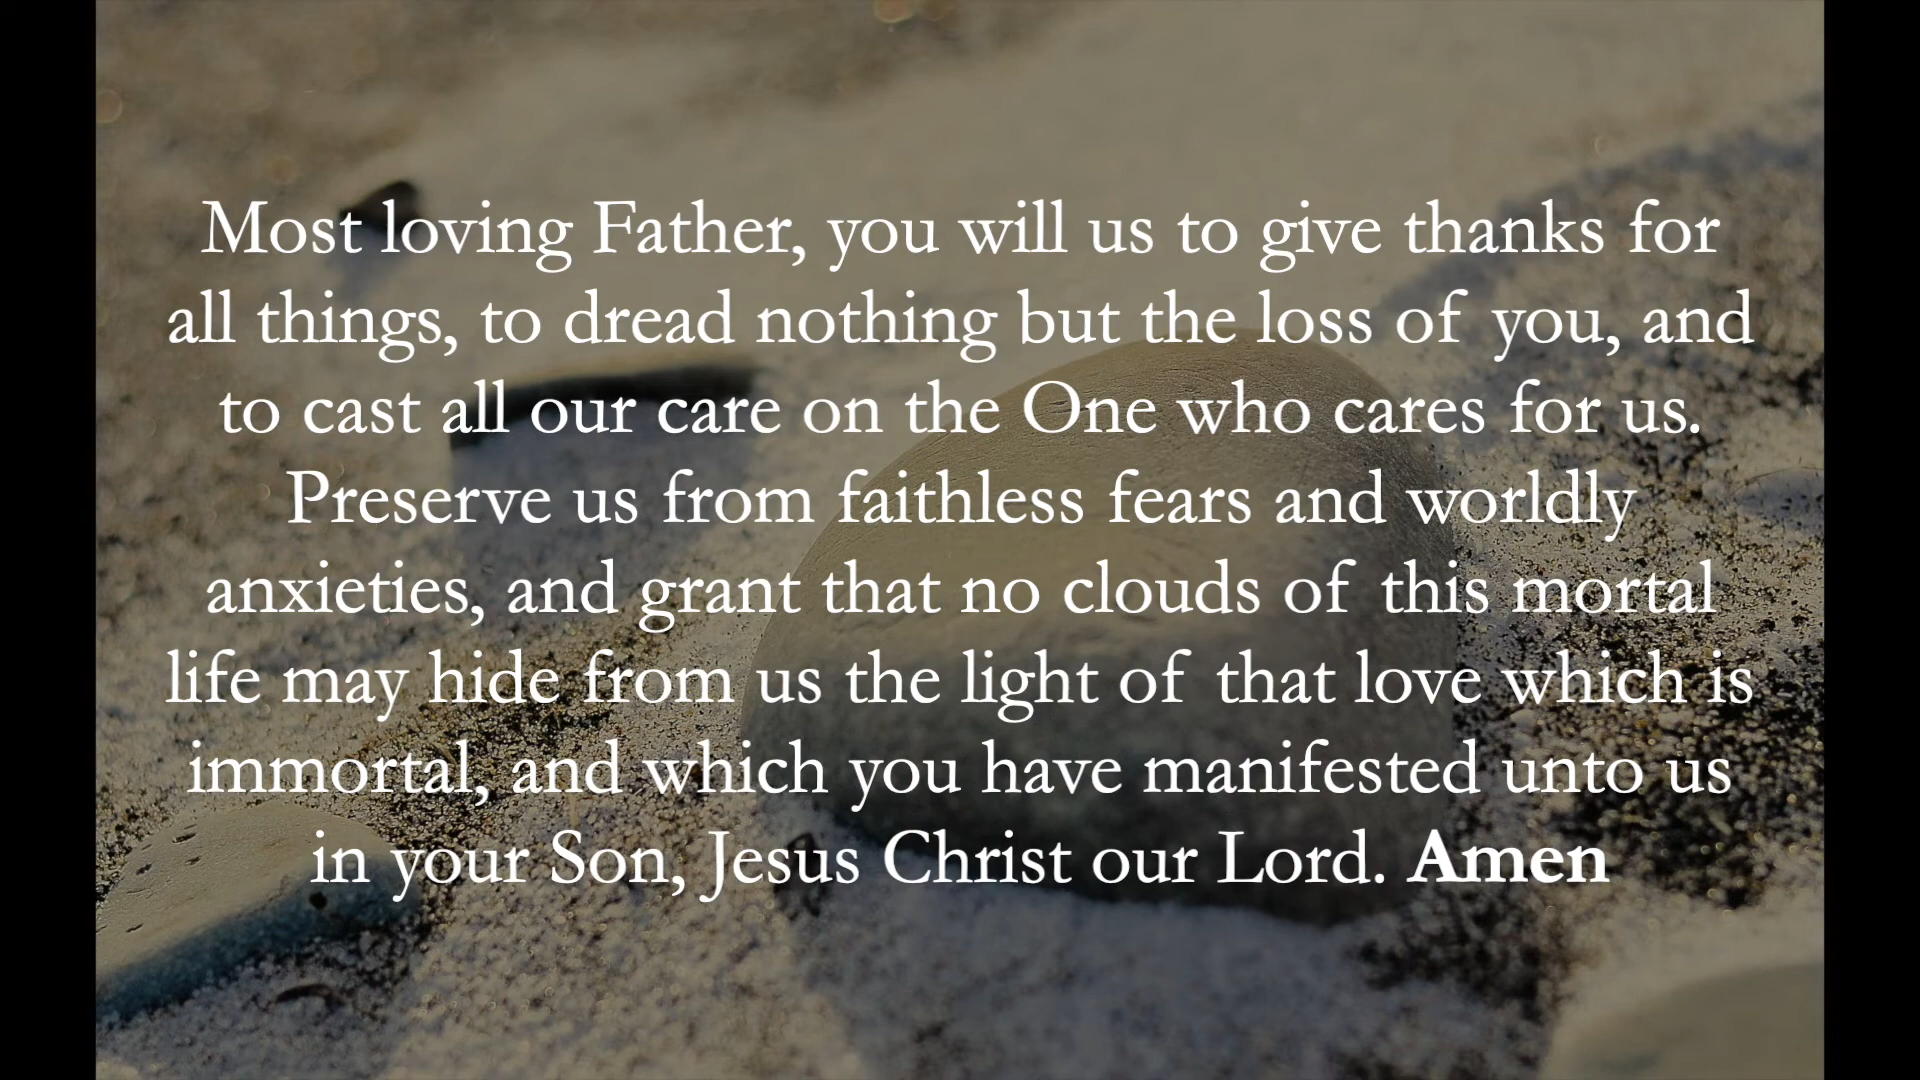 Most loving Father, you will us to give thanks for
all things, to dread nothing but the loss of you, and
to cast all our care on the One who cares for us.
Preserve us from faithless fears and worldly
anxieties, and grant that no clouds of this mortal
life may hide from us the light of that love which is
immortal, and which you have manifested unto us
in your Son, Jesus Christ our Lord. Amen